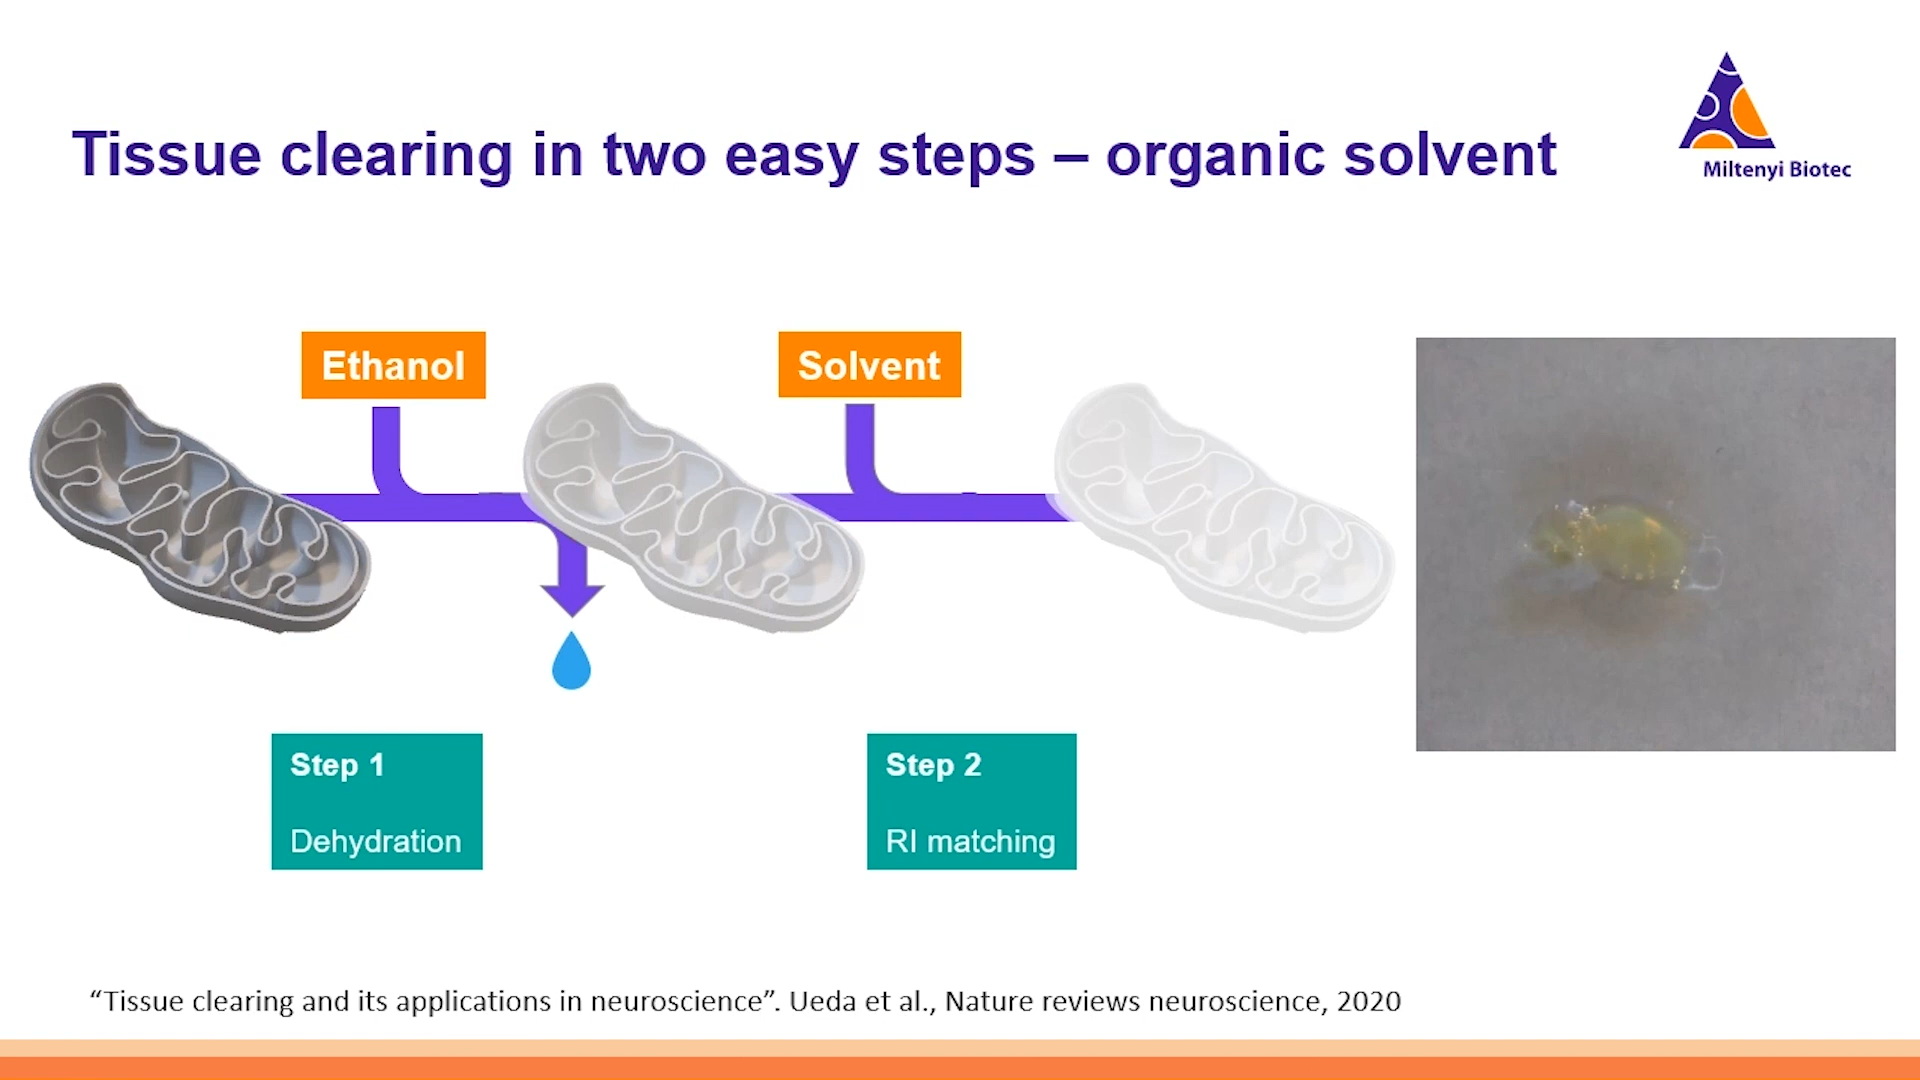 Miltenyi Biotec
Tissue clearing in two easy steps – organic solvent
Ethanol
Solvent
Step 1
Dehydration
Step 2
RI matching
“Tissue clearing and its applications in neuroscience”. Ueda et al., Nature reviews neuroscience, 2020